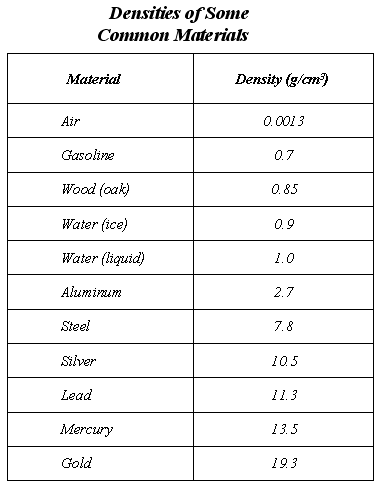 Densities of Some
Common Materials
Material Density (g/cm³)
Air 0.0013
Gasoline 0.7
Wood (oak) 0.85
Water (ice) 0.9
Water (liquid) 1.0
Aluminum 2.7
Steel 7.8
Silver 10.5
Lead 11.3
Mercury 13.5
Gold 19.3